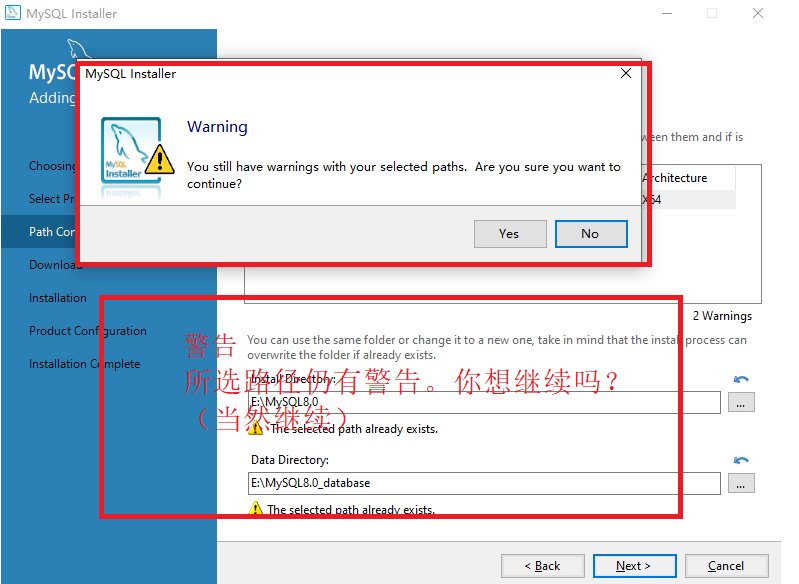 MySQL Installer
MySQL Installer
Adding
Warning
You still have warnings with your selected paths. Are you sure you want to
continue?
Yes
No
ween them and if is
Architecture
X64
Choosing
Select Pr
Path Con
Download
Installation
Product Configuration
Installation Complete
2 Warnings
You can use the same folder or change it to a new one, take in mind that the install process can
overwrite the folder if already exists.
警告
所选路径仍有警告。你想继续吗？
（当然继续）
Install Directory:
E:\MySQL8.0
...
The selected path already exists.
Data Directory:
E:\MySQL8.0_database
...
The selected path already exists.
< Back
Next >
Cancel